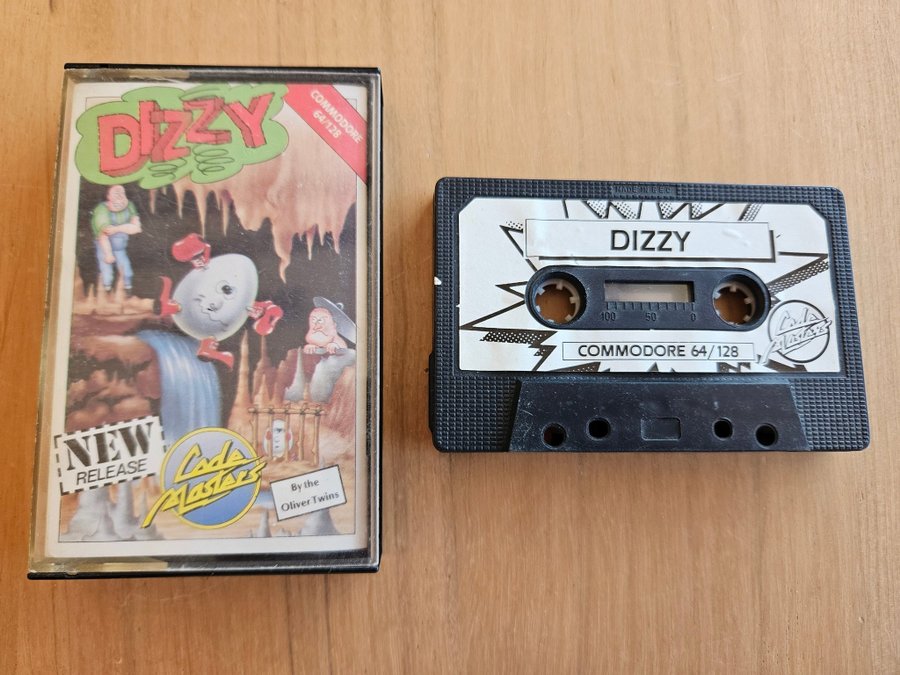 DIZZY
COMMODORE
64/128
NEW
RELEASE
Code
Masters
By the
Oliver Twins
MADE IN EEC
DIZZY
100 50 0
Code
Masters
COMMODORE 64/128